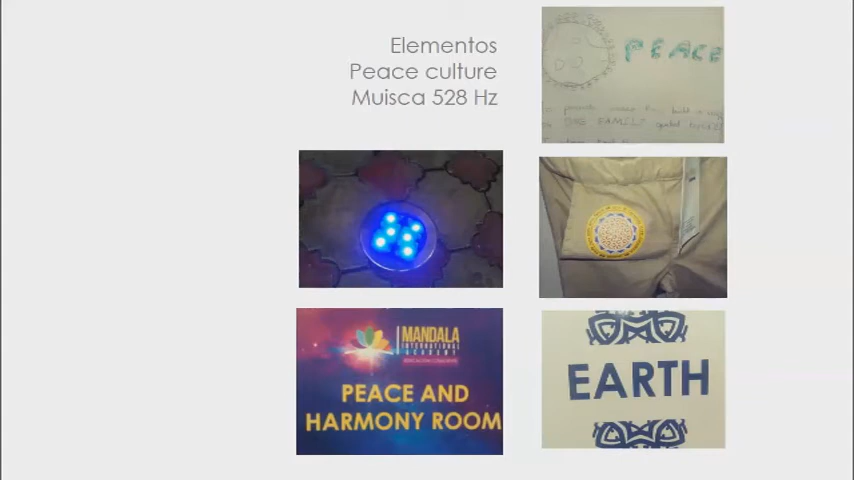 Elementos
Peace culture
Muisca 528 Hz
PEACE
ONE FAMILY
MANDALA
INTERNATIONAL
ACADEMY
PEACE AND
HARMONY ROOM
EARTH